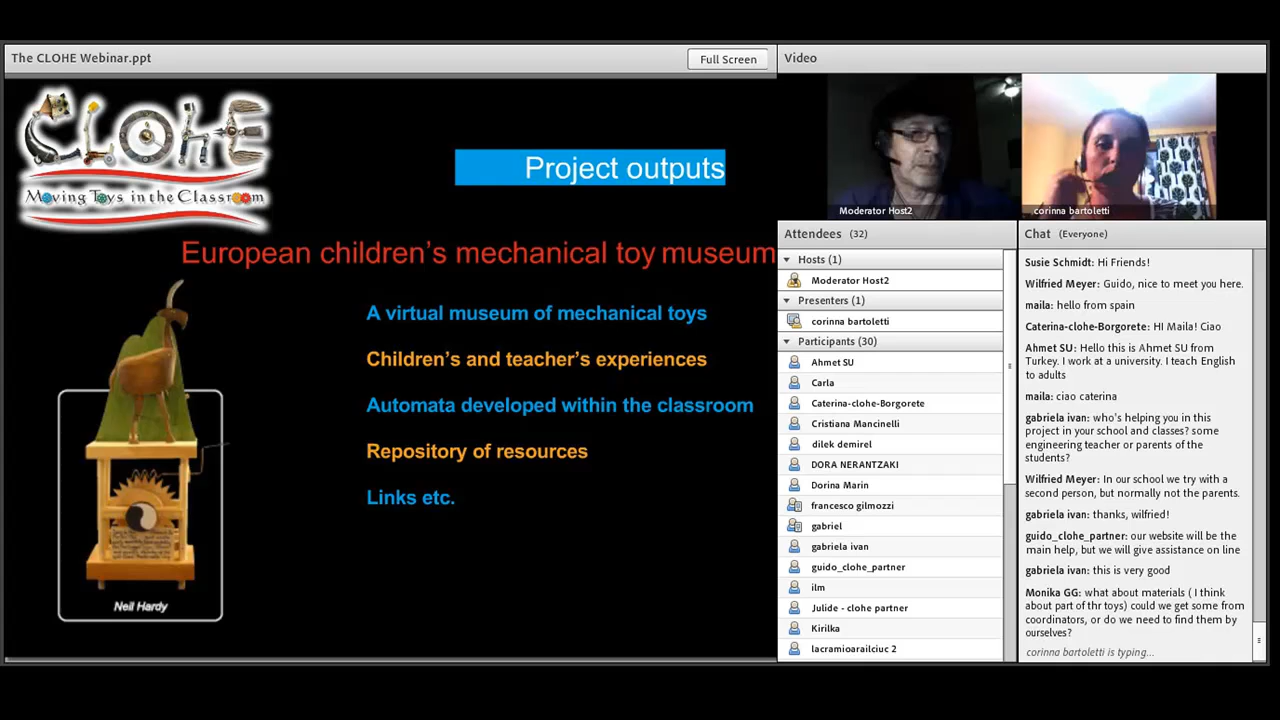 The CLOHE Webinar.ppt
Full Screen
CLOHE
Moving Toys in the Classroom
Project outputs
European children's mechanical toy museum
A virtual museum of mechanical toys
Children's and teacher's experiences
Automata developed within the classroom
Repository of resources
Links etc.
Neil Hardy
Video
Moderator Host2
corinna bartoletti
Attendees (32)
Hosts (1)
Moderator Host2
Presenters (1)
corinna bartoletti
Participants (30)
Ahmet SU
Carla
Caterina-clohe-Borgorete
Cristiana Mancinelli
dilek demirel
DORA NERANTZAKI
Dorina Marin
francesco gilmozzi
gabriel
gabriela ivan
guido_clohe_partner
ilm
Julide - clohe partner
Kirilka
lacramioarailciuc 2
Chat (Everyone)
Susie Schmidt: Hi Friends!
Wilfried Meyer: Guido, nice to meet you here.
maila: hello from spain
Caterina-clohe-Borgorete: HI Maila! Ciao
Ahmet SU: Hello this is Ahmet SU from
Turkey. I work at a university. I teach English
to adults
maila: ciao caterina
gabriela ivan: who's helping you in this
project in your school and classes? some
engineering teacher or parents of the
students?
Wilfried Meyer: In our school we try with a
second person, but normally not the parents.
gabriela ivan: thanks, wilfried!
guido_clohe_partner: our website will be the
main help, but we will give assistance on line
gabriela ivan: this is very good
Monika GG: what about materials ( I think
about part of thr toys) could we get some from
coordinators, or do we need to find them by
ourselves?
corinna bartoletti is typing...